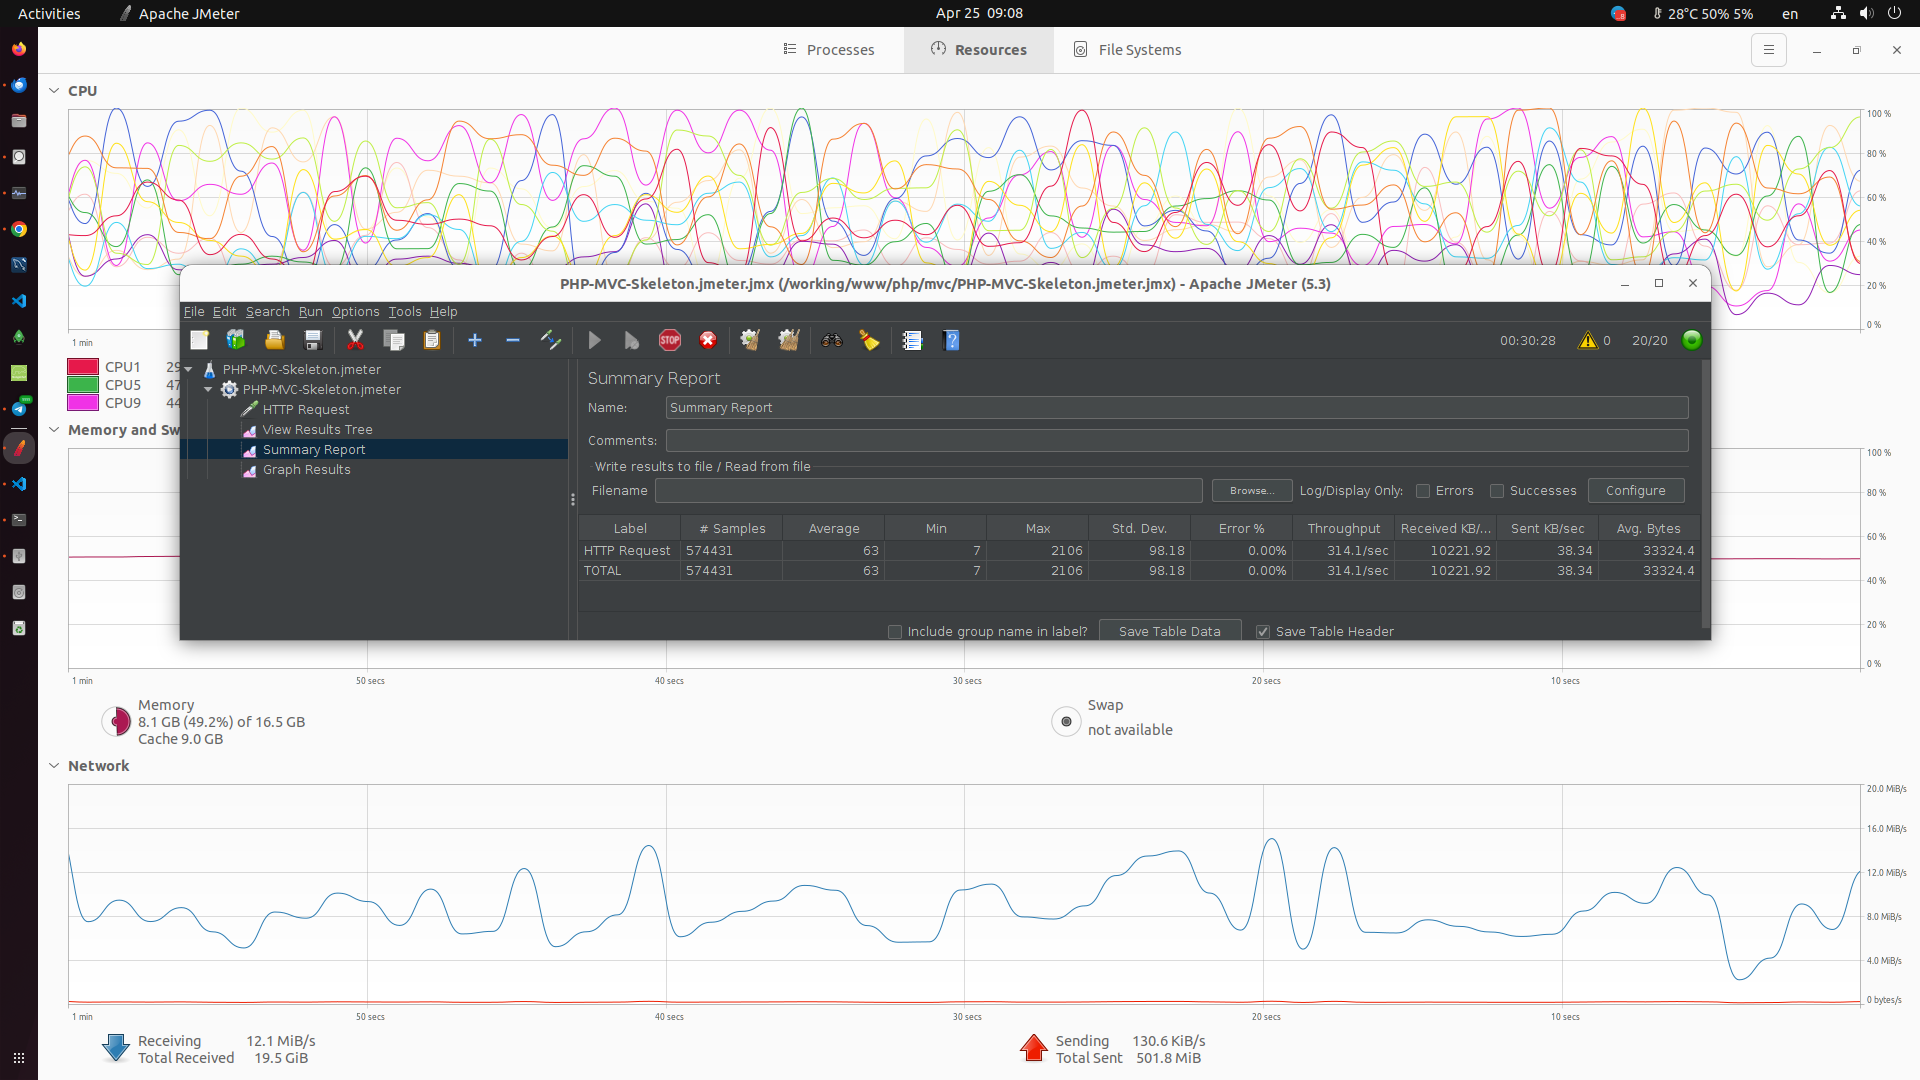 Activities Apache JMeter Apr 25 09:08 28°C 50% 5% en
Processes Resources File Systems
CPU
100 %
80 %
60 %
40 %
20 %
0 %
1 min
CPU1 29
CPU5 47
CPU9 44
PHP-MVC-Skeleton.jmeter.jmx (/working/www/php/mvc/PHP-MVC-Skeleton.jmeter.jmx) - Apache JMeter (5.3)
File Edit Search Run Options Tools Help
STOP 00:30:28 0 20/20
PHP-MVC-Skeleton.jmeter
PHP-MVC-Skeleton.jmeter
HTTP Request
View Results Tree
Summary Report
Graph Results
Summary Report
Name: Summary Report
Comments:
Write results to file / Read from file
Filename Browse... Log/Display Only: Errors Successes Configure
Label # Samples Average Min Max Std. Dev. Error % Throughput Received KB/... Sent KB/sec Avg. Bytes
HTTP Request 574431 63 7 2106 98.18 0.00% 314.1/sec 10221.92 38.34 33324.4
TOTAL 574431 63 7 2106 98.18 0.00% 314.1/sec 10221.92 38.34 33324.4
Include group name in label? Save Table Data Save Table Header
Memory and Sw
100 %
80 %
60 %
40 %
20 %
0 %
1 min 50 secs 40 secs 30 secs 20 secs 10 secs
Memory
8.1 GB (49.2%) of 16.5 GB
Cache 9.0 GB
Swap
not available
Network
20.0 MiB/s
16.0 MiB/s
12.0 MiB/s
8.0 MiB/s
4.0 MiB/s
0 bytes/s
1 min 50 secs 40 secs 30 secs 20 secs 10 secs
Receiving 12.1 MiB/s
Total Received 19.5 GiB
Sending 130.6 KiB/s
Total Sent 501.8 MiB